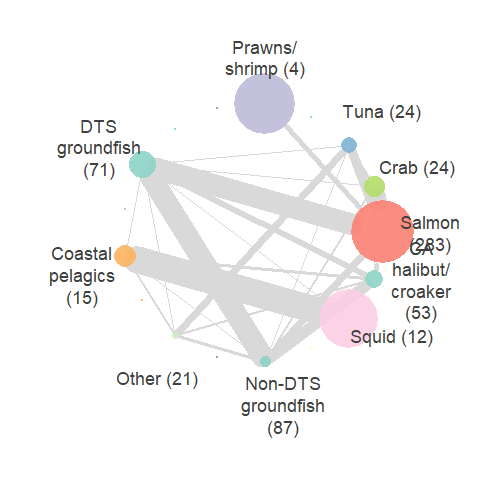 Prawns/
shrimp (4)
Tuna (24)
DTS
groundfish
(71)
Crab (24)
Salmon
(283)
CA
halibut/
croaker
(53)
Coastal
pelagics
(15)
Squid (12)
Other (21)
Non-DTS
groundfish
(87)